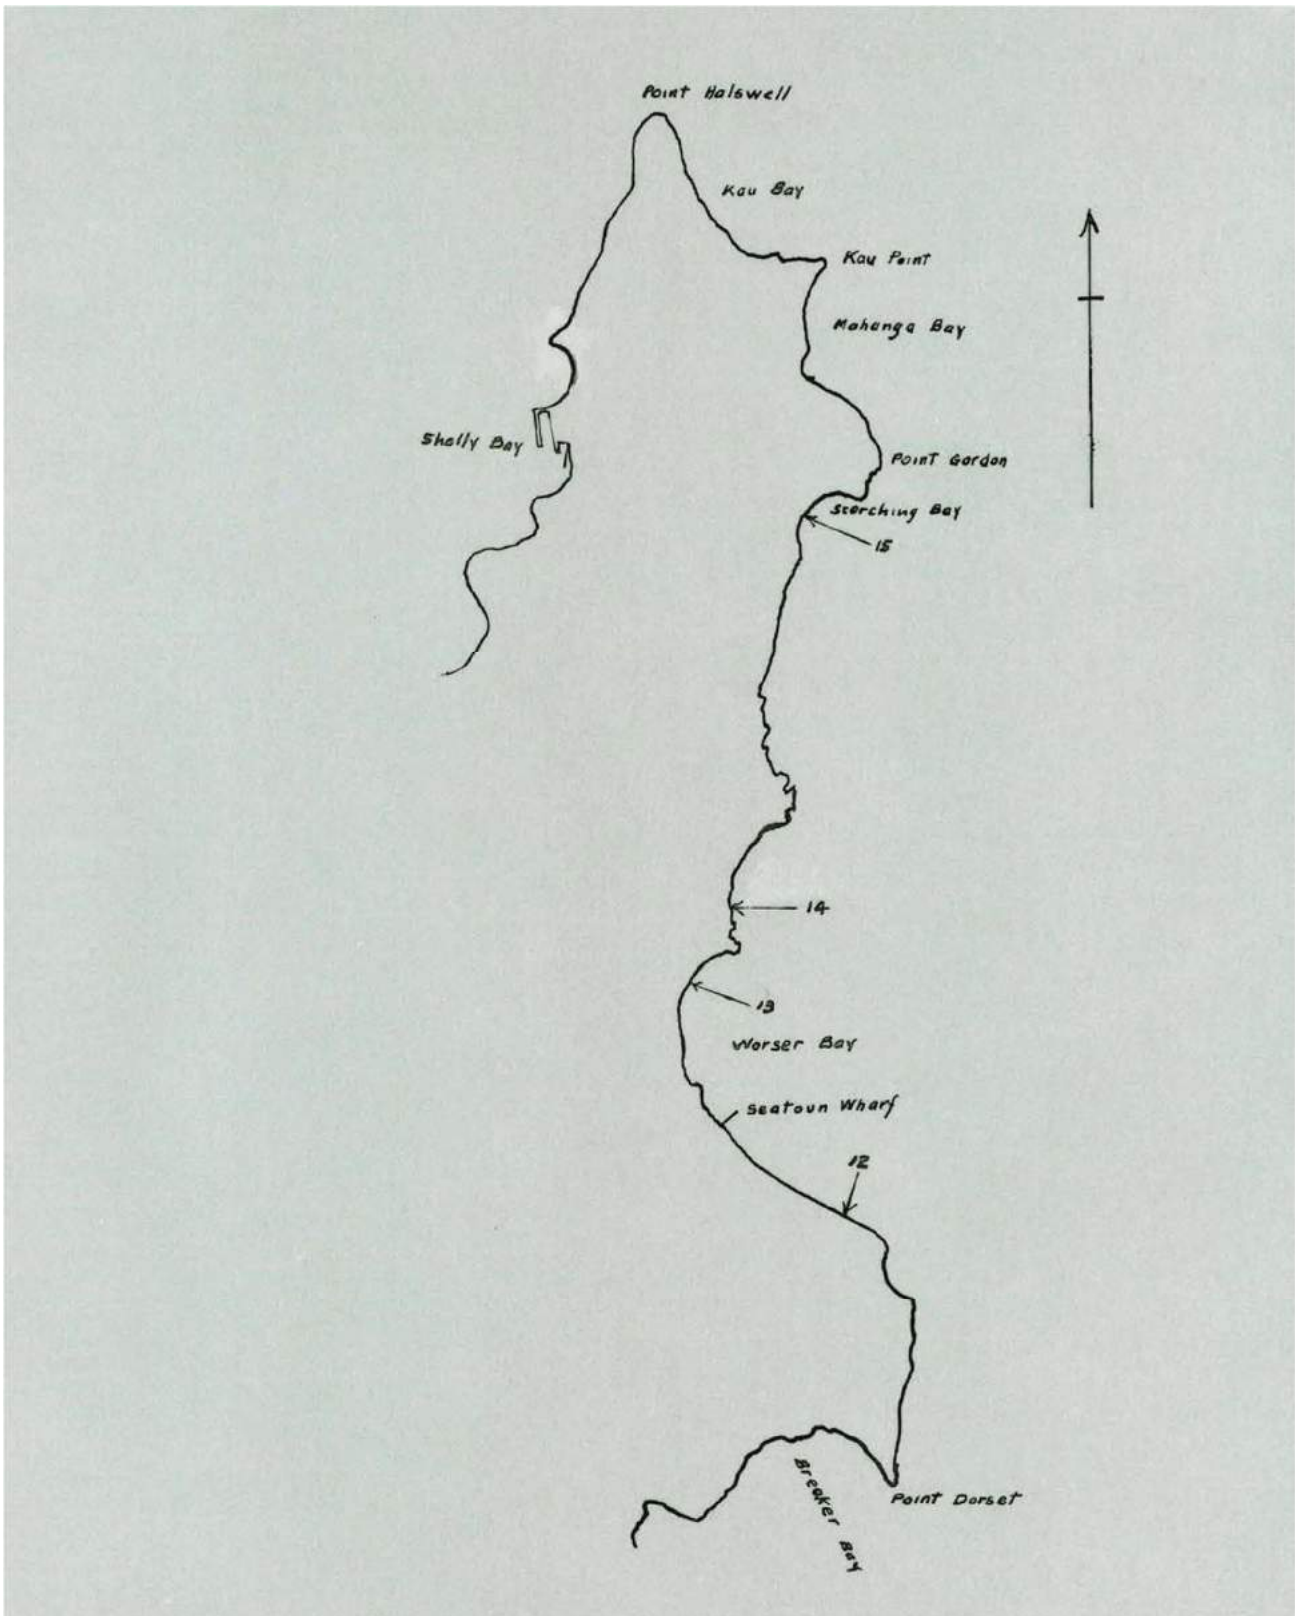 Point Halswell
Kau Bay
Kau Point
Mahanga Bay
Shelly Bay
Point Gordon
Scorching Bay
15
14
13
Worser Bay
Seatoun Wharf
12
Breaker Bay
Point Dorset